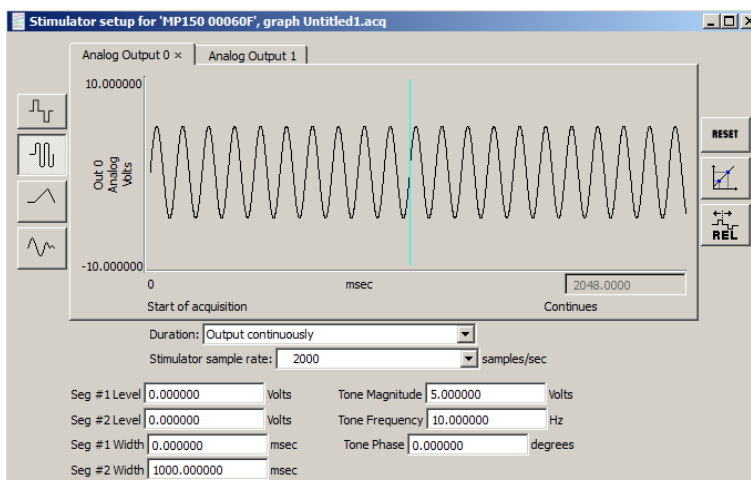 Stimulator setup for 'MP150 00060F', graph Untitled1.acq
Analog Output 0 ×
Analog Output 1
10.000000
Out 0
Analog
Volts
-10.000000
0
msec
2048.0000
Start of acquisition
Continues
RESET
REL
Duration: Output continuously
Stimulator sample rate: 2000 samples/sec
Seg #1 Level 0.000000 Volts Tone Magnitude 5.000000 Volts
Seg #2 Level 0.000000 Volts Tone Frequency 10.000000 Hz
Seg #1 Width 0.000000 msec Tone Phase 0.000000 degrees
Seg #2 Width 1000.000000 msec